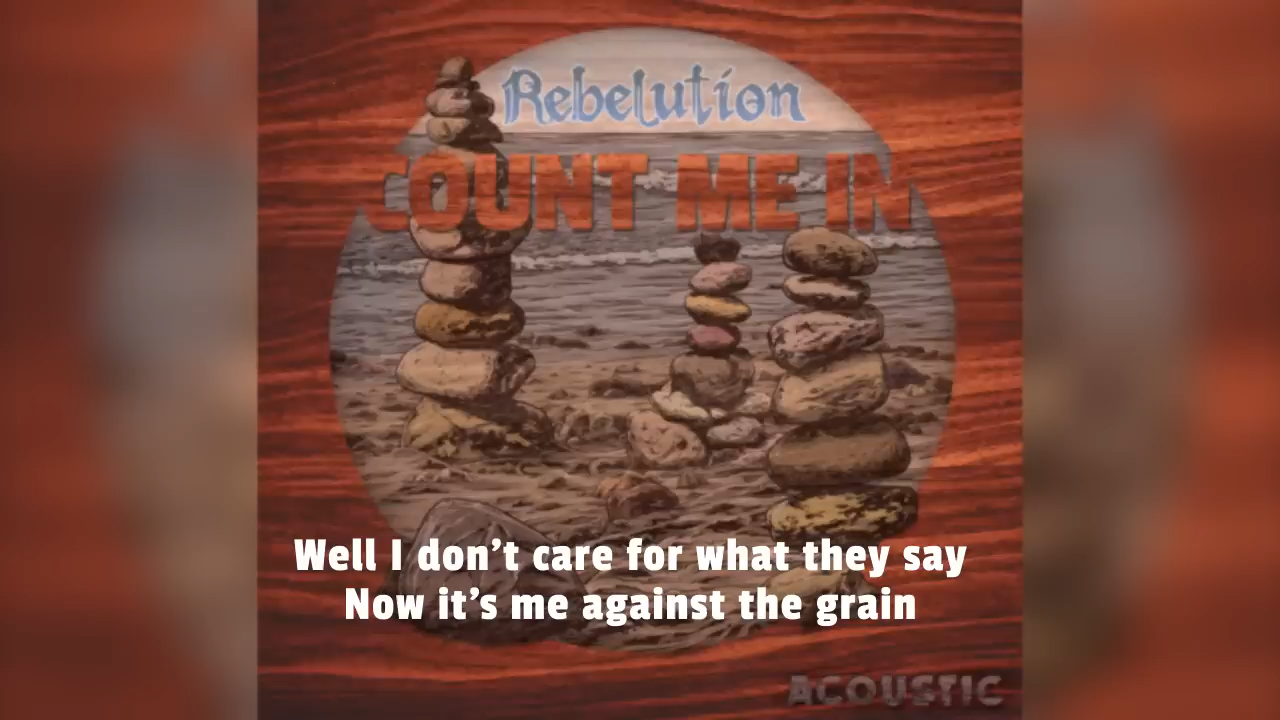 Rebelution
COUNT ME IN
Well I don't care for what they say
Now it's me against the grain
ACOUSTIC